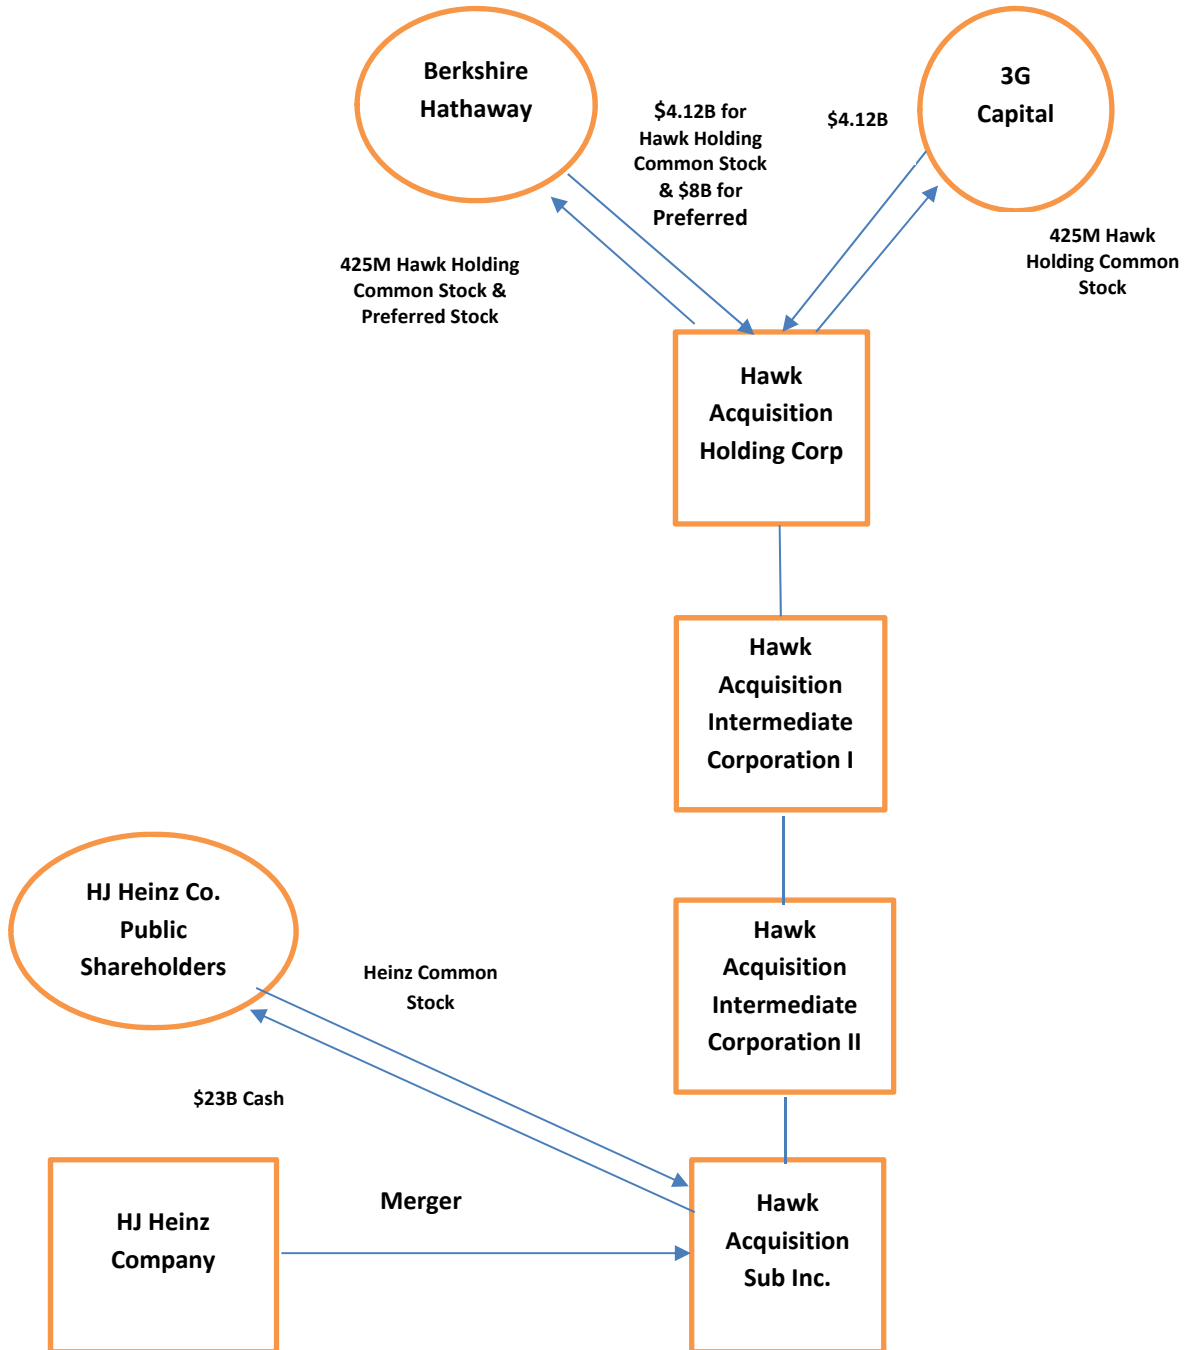 Berkshire
Hathaway
$4.12B for
Hawk Holding
Common Stock
& $8B for
Preferred
$4.12B
3G
Capital
425M Hawk Holding
Common Stock &
Preferred Stock
425M Hawk
Holding Common
Stock
Hawk
Acquisition
Holding Corp
Hawk
Acquisition
Intermediate
Corporation I
HJ Heinz Co.
Public
Shareholders
Heinz Common
Stock
Hawk
Acquisition
Intermediate
Corporation II
$23B Cash
HJ Heinz
Company
Merger
Hawk
Acquisition
Sub Inc.